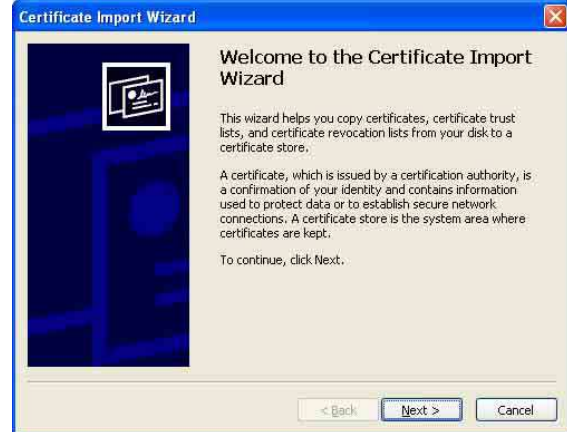 Certificate Import Wizard
Welcome to the Certificate Import
Wizard
This wizard helps you copy certificates, certificate trust
lists, and certificate revocation lists from your disk to a
certificate store.
A certificate, which is issued by a certification authority, is
a confirmation of your identity and contains information
used to protect data or to establish secure network
connections. A certificate store is the system area where
certificates are kept.
To continue, click Next.
< Back Next > Cancel